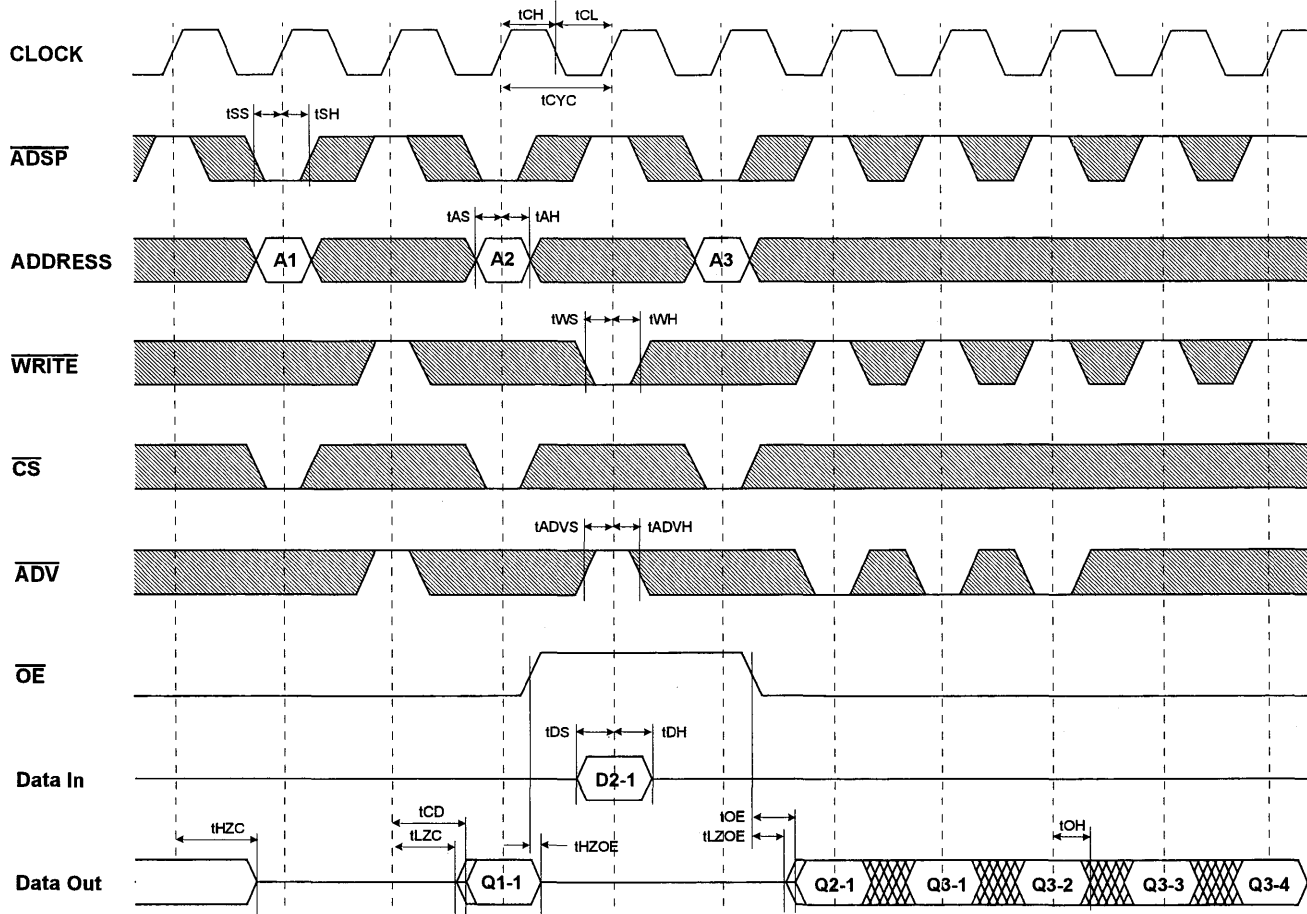 tCH tCL
CLOCK
tCYC
tSS tSH
ADSP
tAS tAH
ADDRESS A1 A2 A3
tWS tWH
WRITE
CS
tADVS tADVH
ADV
OE
tDS tDH
Data In D2-1
tCD tOE
tHZC tLZC tHZOE tLZOE tOH
Data Out Q1-1 Q2-1 Q3-1 Q3-2 Q3-3 Q3-4